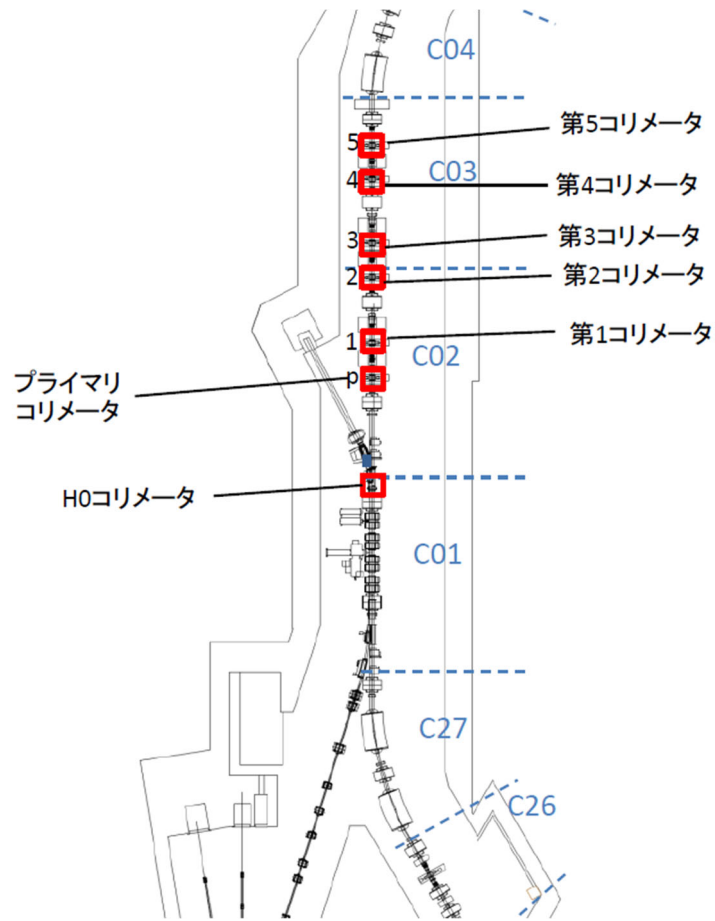 C04
第5コリメータ
5
C03
4
第4コリメータ
3
第3コリメータ
2
第2コリメータ
1
第1コリメータ
C02
プライマリ
コリメータ
p
H0コリメータ
C01
C27
C26